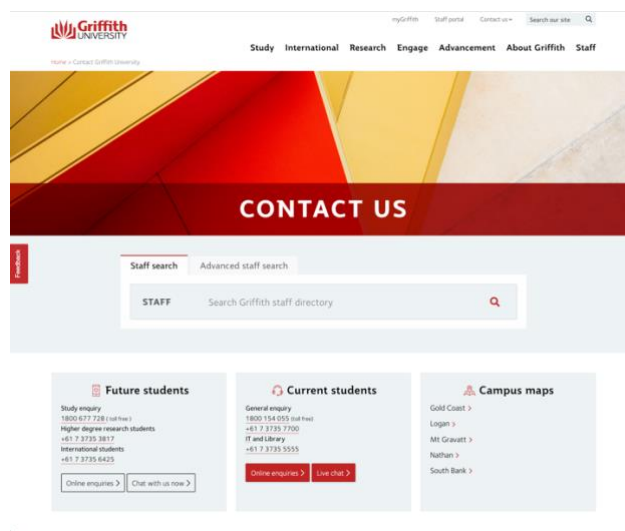 Griffith
UNIVERSITY
myGriffith Staff portal Contact us Search our site
Study International Research Engage Advancement About Griffith Staff
Home > Contact Griffith University
CONTACT US
Feedback
Staff search Advanced staff search
STAFF Search Griffith staff directory
Future students
Study enquiry
1800 677 728 (toll free)
Higher degree research students
+61 7 3735 3817
International students
+61 7 3735 6425
Online enquiries > Chat with us now >
Current students
General enquiry
1800 154 055 (toll free)
+61 7 3735 7700
IT and Library
+61 7 3735 5555
Online enquiries > Live chat >
Campus maps
Gold Coast >
Logan >
Mt Gravatt >
Nathan >
South Bank >